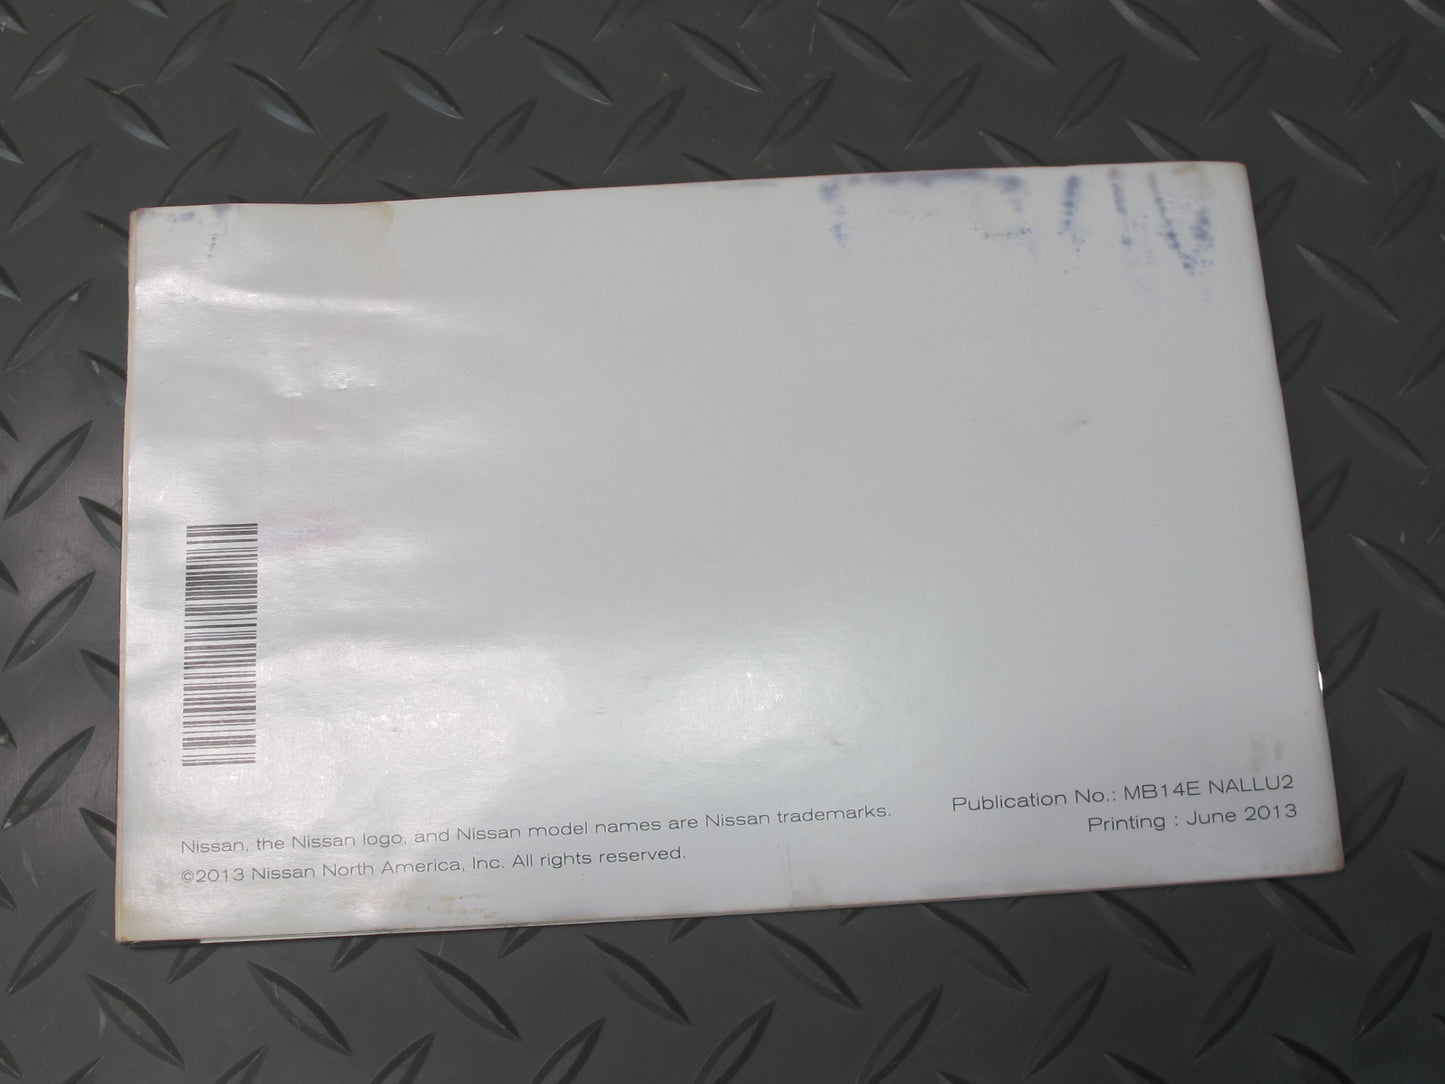 Nissan, the Nissan logo, and Nissan model names are Nissan trademarks.
©2013 Nissan North America, Inc. All rights reserved.
Publication No.: MB14E NALLU2
Printing : June 2013